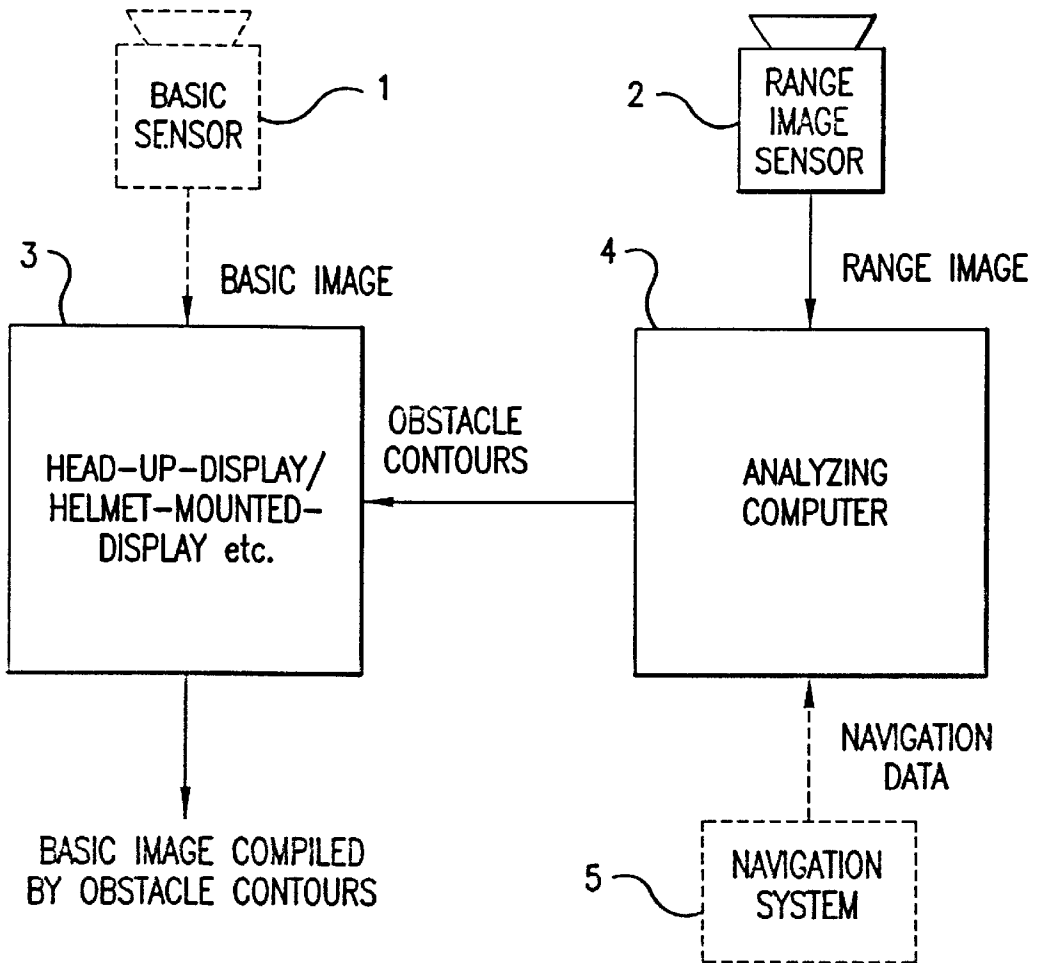 BASIC
SENSOR
1
2
RANGE
IMAGE
SENSOR
3
BASIC IMAGE
4
RANGE IMAGE
HEAD-UP-DISPLAY/
HELMET-MOUNTED-
DISPLAY etc.
OBSTACLE
CONTOURS
ANALYZING
COMPUTER
NAVIGATION
DATA
BASIC IMAGE COMPILED
BY OBSTACLE CONTOURS
5
NAVIGATION
SYSTEM